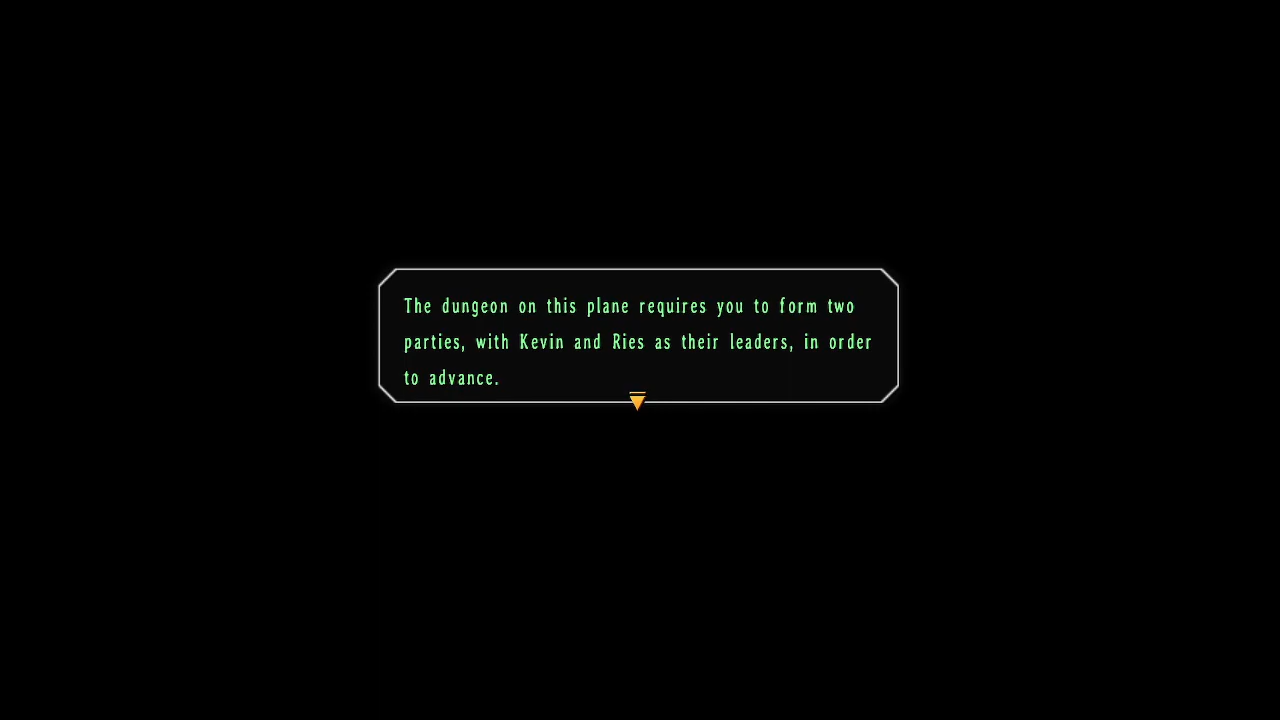 The dungeon on this plane requires you to form two
parties, with Kevin and Ries as their leaders, in order
to advance.